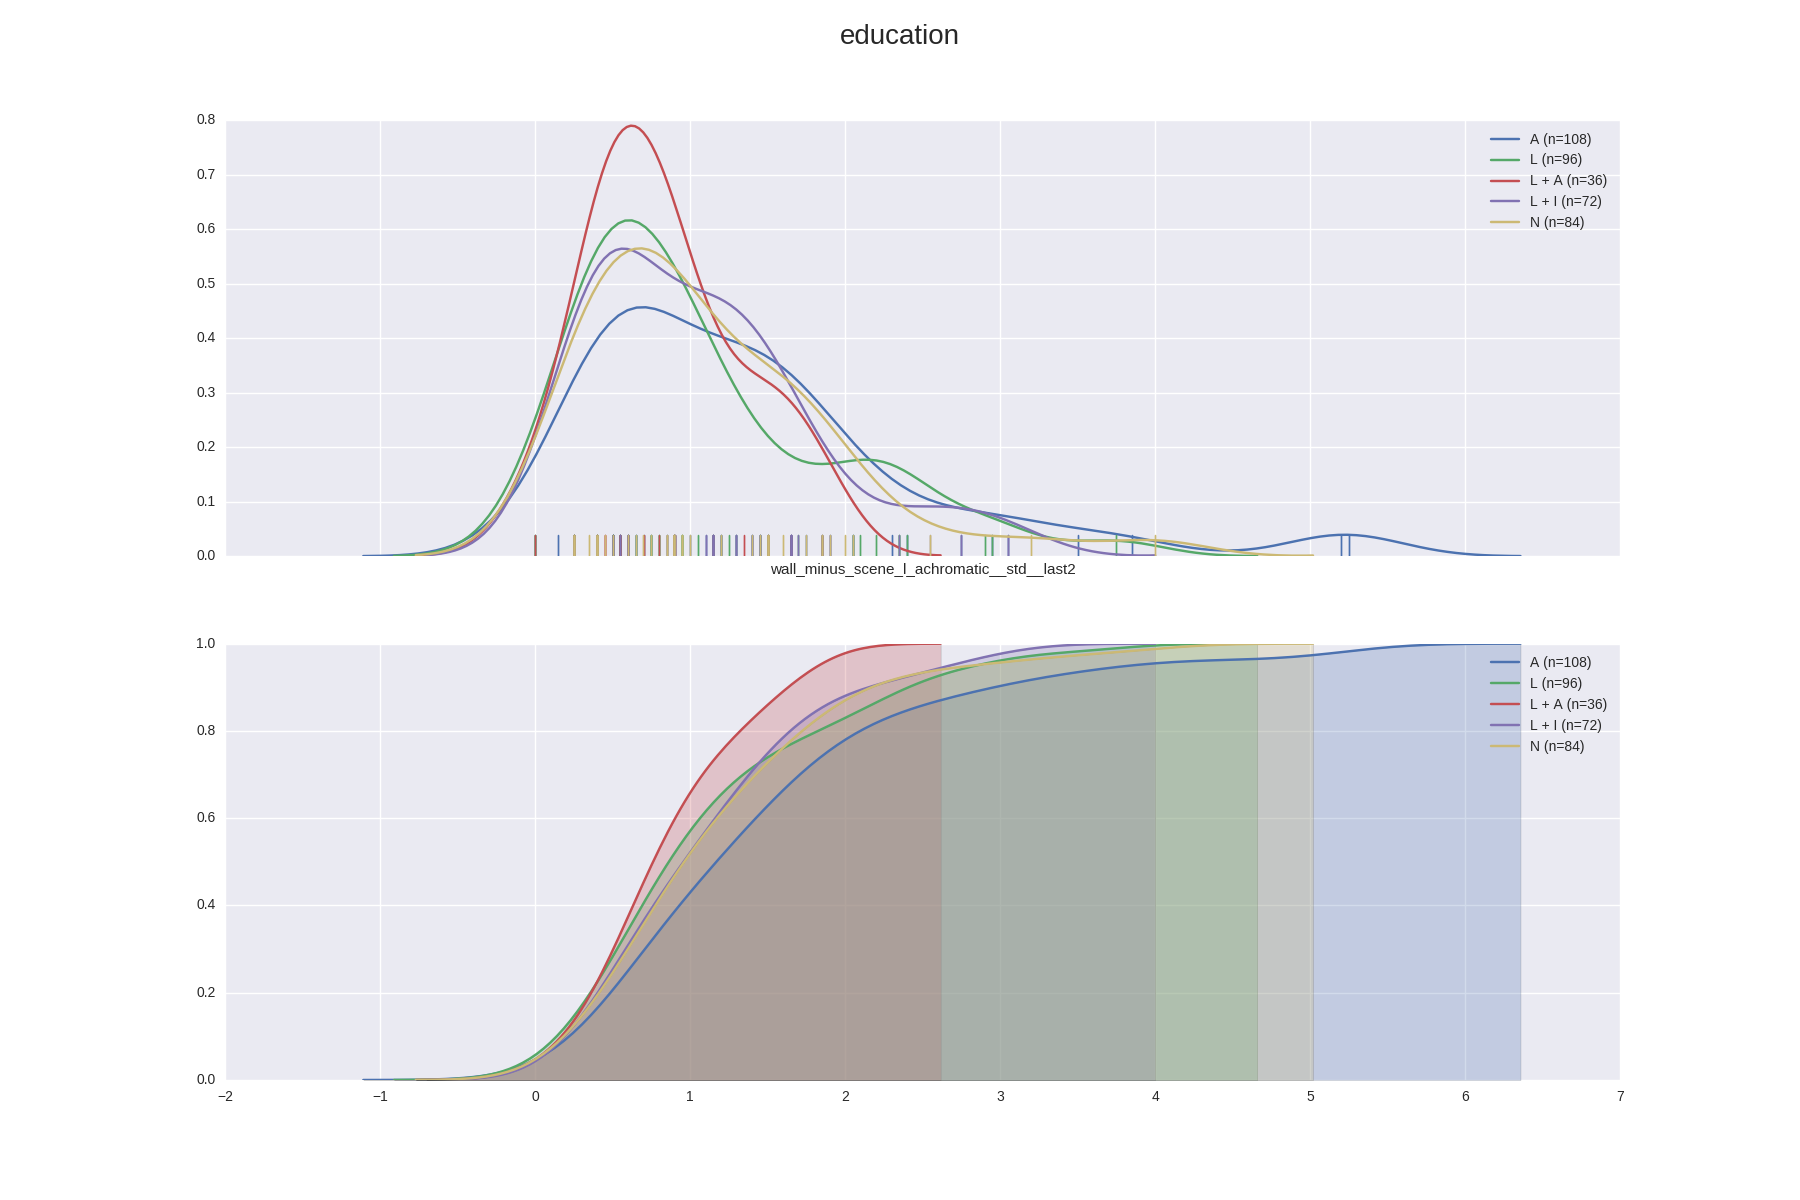 education
0.8
0.7
0.6
0.5
0.4
0.3
0.2
0.1
0.0
A (n=108)
L (n=96)
L + A (n=36)
L + I (n=72)
N (n=84)
wall_minus_scene_l_achromatic__std__last2
1.0
0.8
0.6
0.4
0.2
0.0
A (n=108)
L (n=96)
L + A (n=36)
L + I (n=72)
N (n=84)
−2 −1 0 1 2 3 4 5 6 7